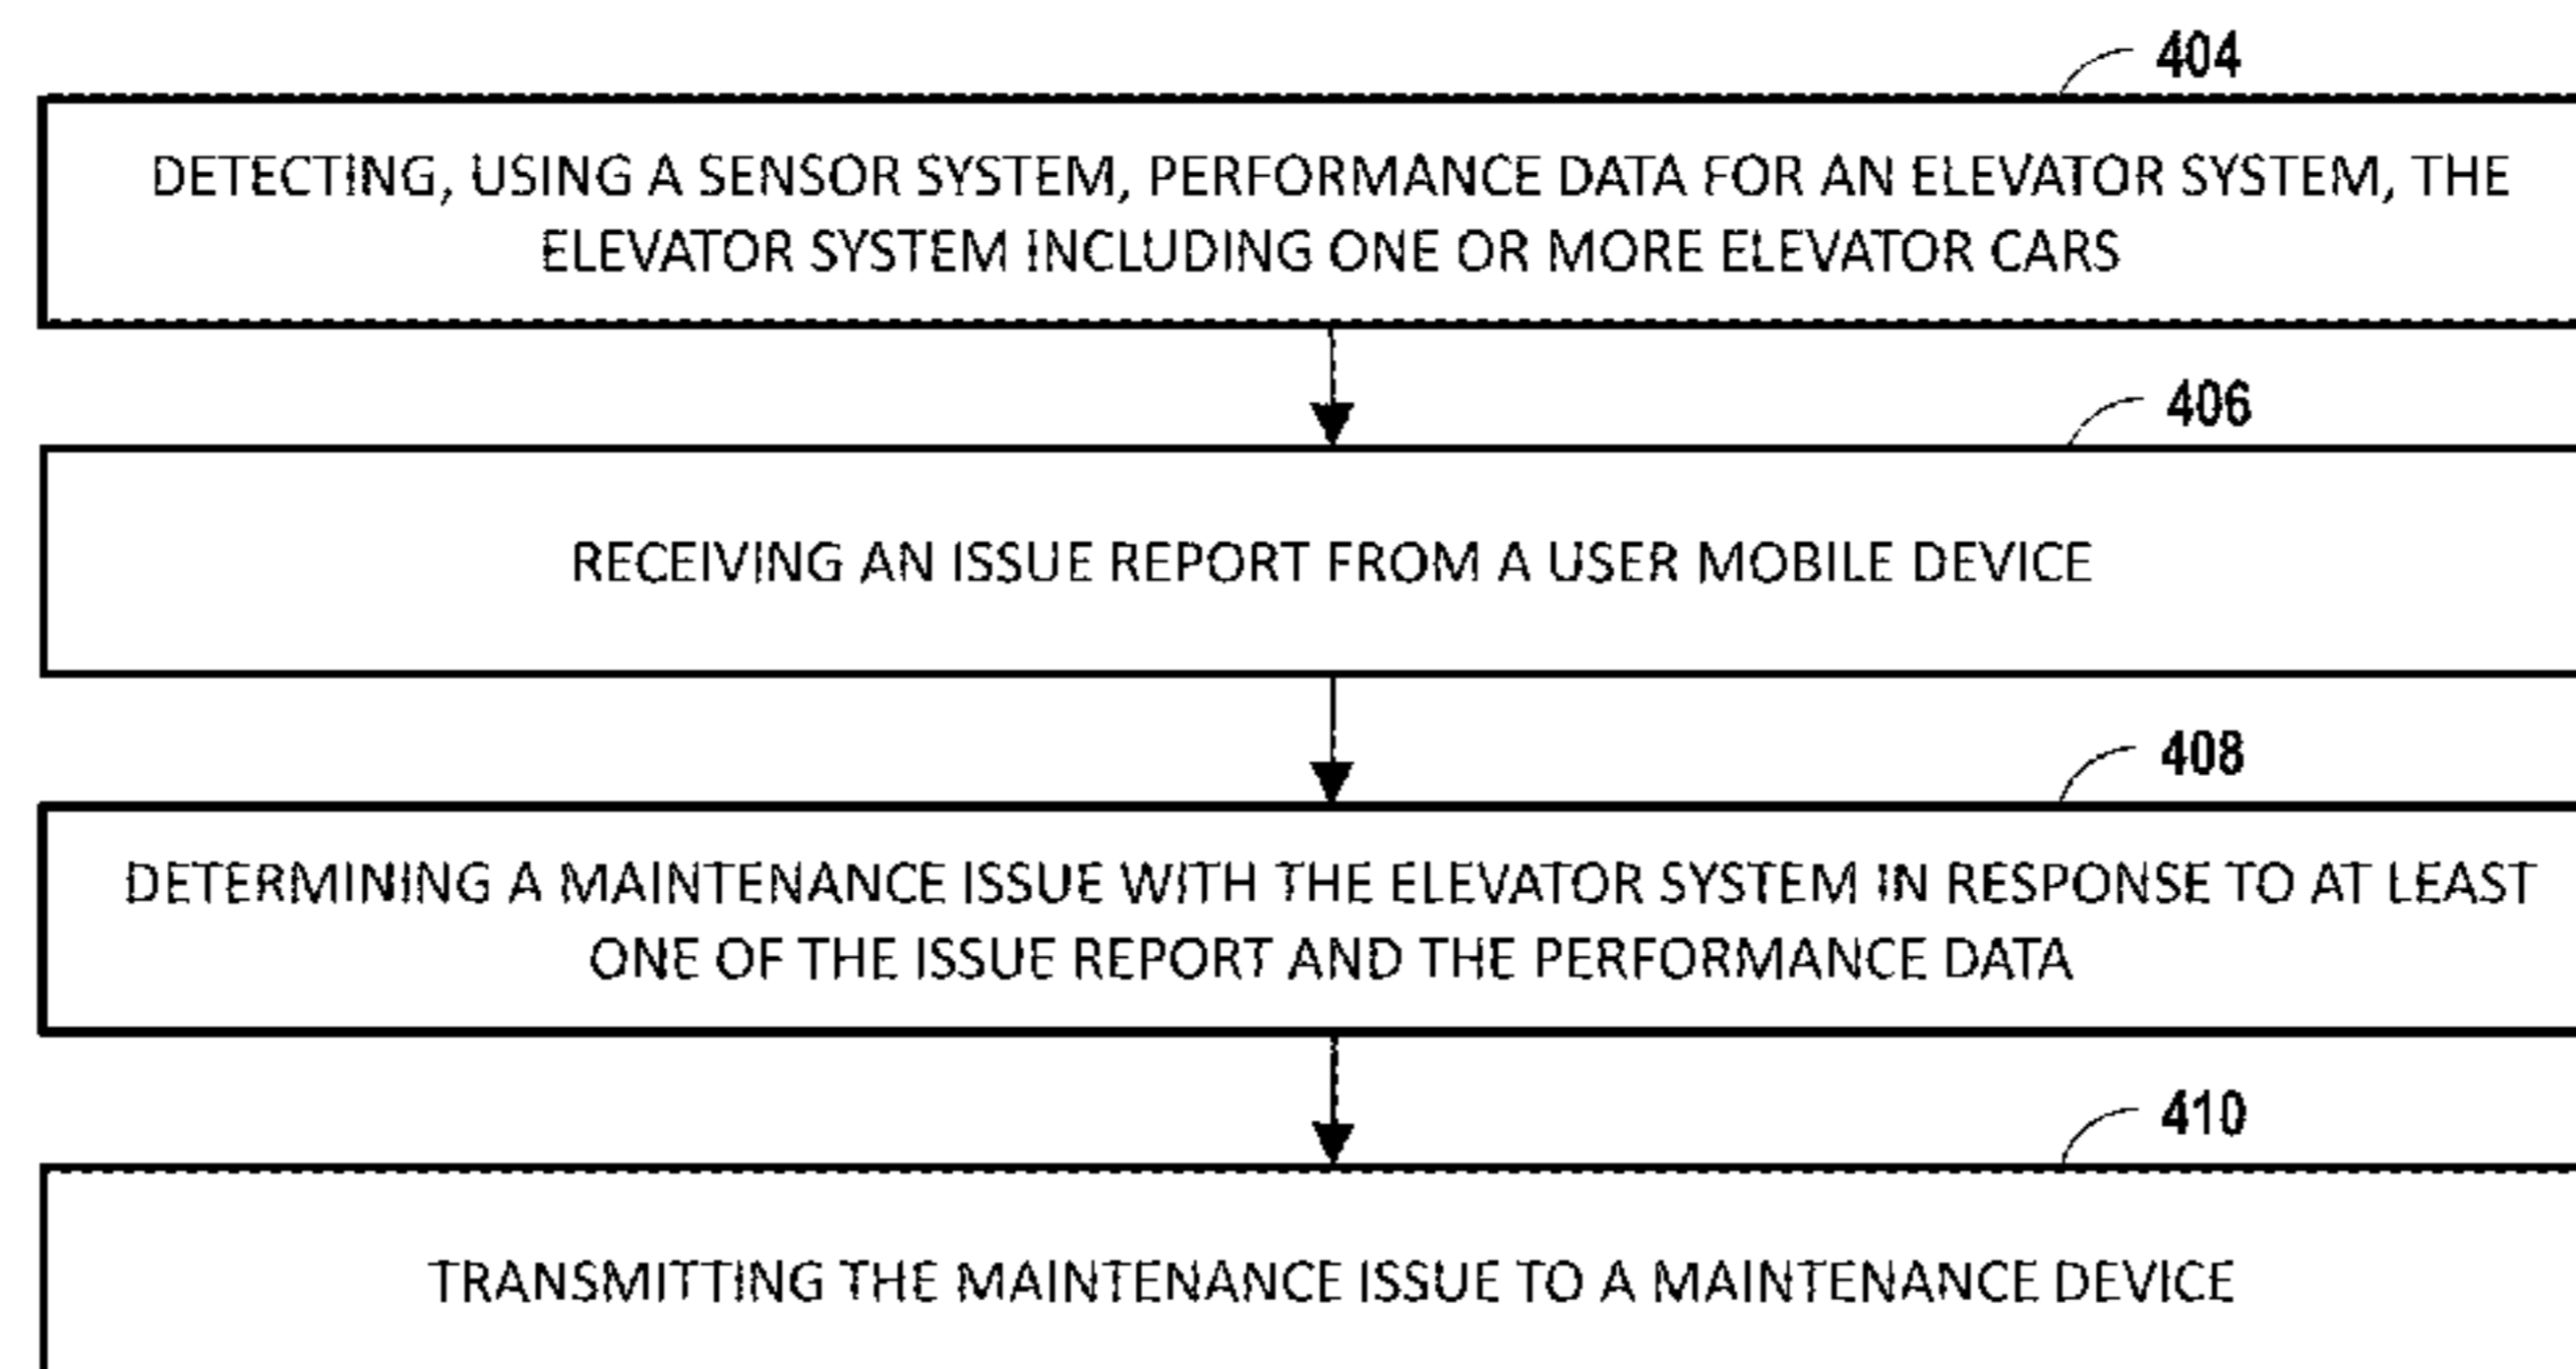 404
DETECTING, USING A SENSOR SYSTEM, PERFORMANCE DATA FOR AN ELEVATOR SYSTEM, THE
ELEVATOR SYSTEM INCLUDING ONE OR MORE ELEVATOR CARS
406
RECEIVING AN ISSUE REPORT FROM A USER MOBILE DEVICE
408
DETERMINING A MAINTENANCE ISSUE WITH THE ELEVATOR SYSTEM IN RESPONSE TO AT LEAST
ONE OF THE ISSUE REPORT AND THE PERFORMANCE DATA
410
TRANSMITTING THE MAINTENANCE ISSUE TO A MAINTENANCE DEVICE